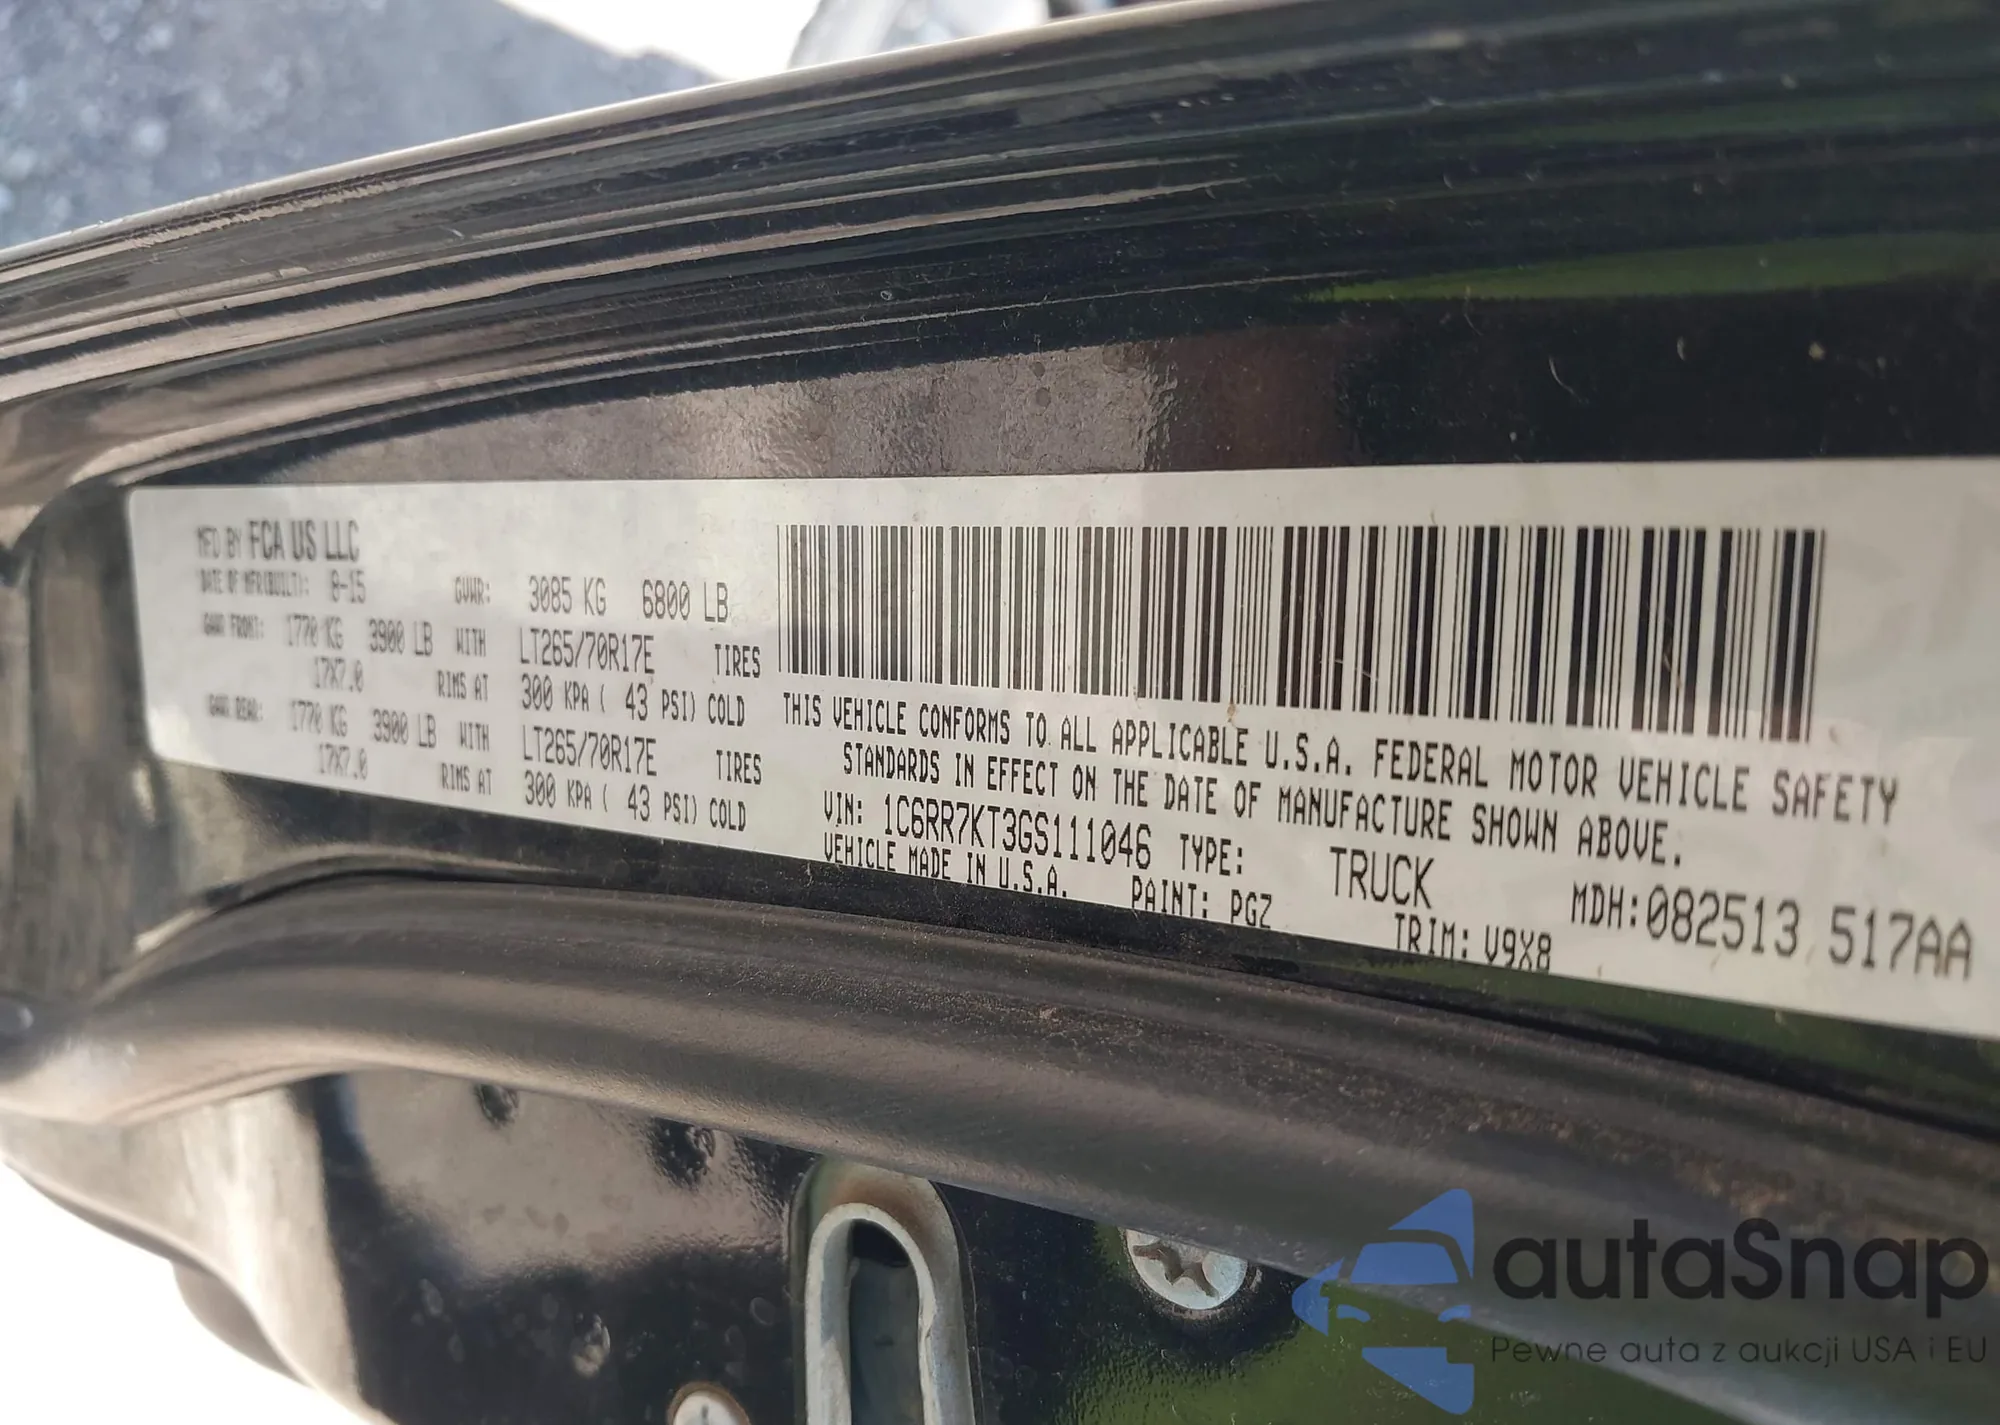 MFD BY FCA US LLC
DATE OF MFR(BUILT): 8-15 GVWR: 3085 KG 6800 LB
GAWR FRONT: 1770 KG 3900 LB WITH LT265/70R17E TIRES
17X7.0 RIMS AT 300 KPA ( 43 PSI) COLD
GAWR REAR: 1770 KG 3900 LB WITH LT265/70R17E TIRES
17X7.0 RIMS AT 300 KPA ( 43 PSI) COLD
THIS VEHICLE CONFORMS TO ALL APPLICABLE U.S.A. FEDERAL MOTOR VEHICLE SAFETY
STANDARDS IN EFFECT ON THE DATE OF MANUFACTURE SHOWN ABOVE.
VIN: 1C6RR7KT3GS111046 TYPE: TRUCK MDH:082513 517AA
VEHICLE MADE IN U.S.A. PAINT: PGZ TRIM: V9X8
autaSnap
Pewne auta z aukcji USA i EU